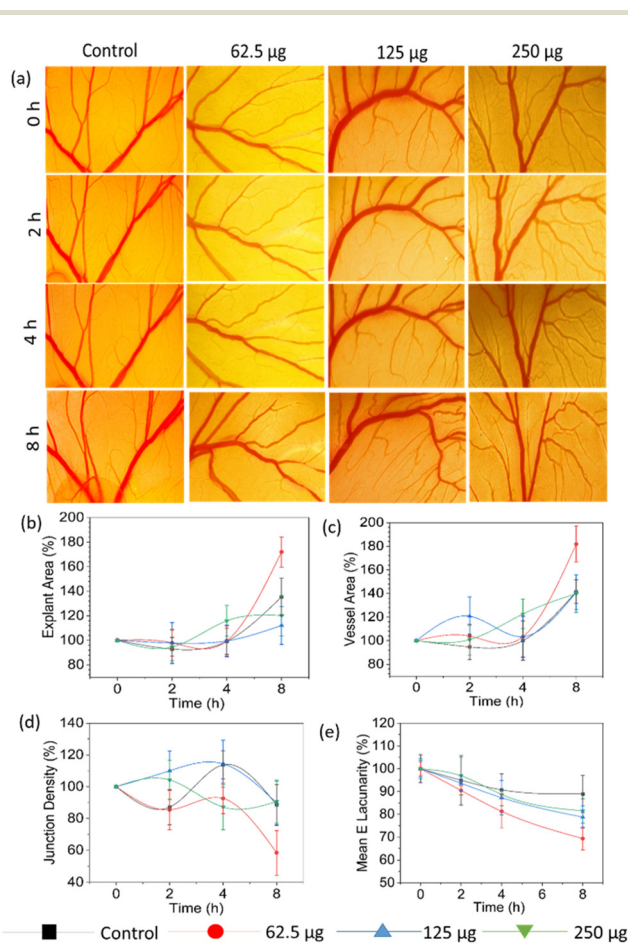 Control 62.5 µg 125 µg 250 µg
(a)
0 h
2 h
4 h
8 h
(b)
200
180
160
140
120
100
80
Explant Area (%)
0 2 4 8
Time (h)
(c)
200
180
160
140
120
100
80
Vessel Area (%)
0 2 4 8
Time (h)
(d)
140
120
100
80
60
40
Junction Density (%)
0 2 4 8
Time (h)
(e)
120
110
100
90
80
70
60
50
Mean E Lacunarity (%)
0 2 4 6 8
Time (h)
Control 62.5 µg 125 µg 250 µg